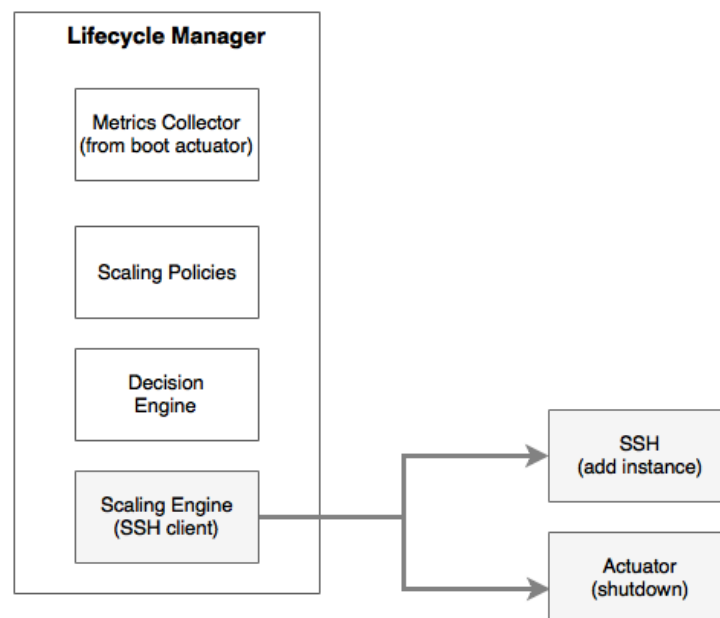 Lifecycle Manager
Metrics Collector
(from boot actuator)
Scaling Policies
Decision
Engine
Scaling Engine
(SSH client)
SSH
(add instance)
Actuator
(shutdown)